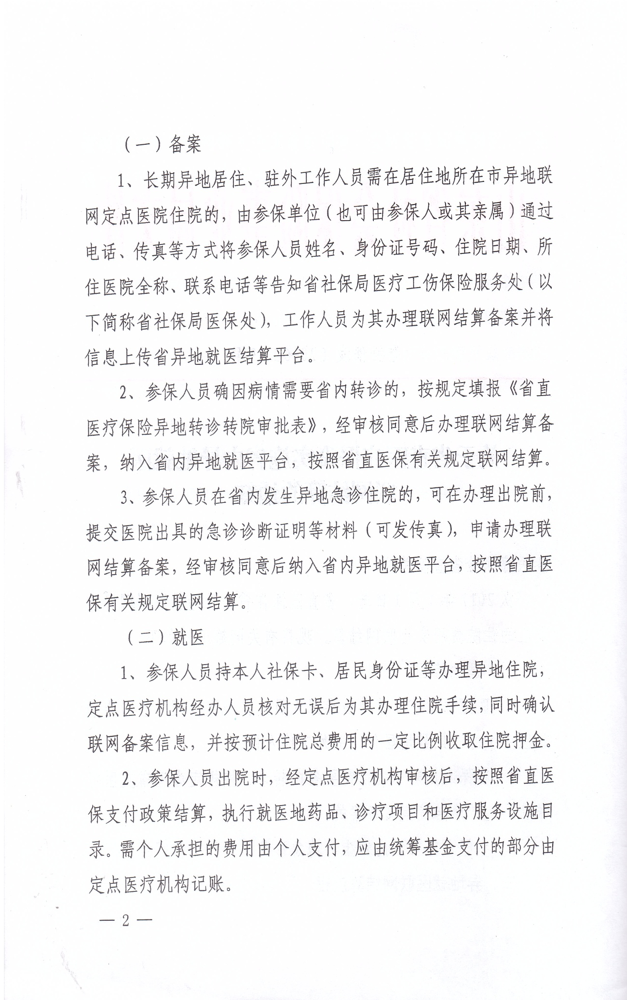 （一）备案
1、长期异地居住、驻外工作人员需在居住地所在市异地联
网定点医院住院的，由参保单位（也可由参保人或其亲属）通过
电话、传真等方式将参保人员姓名、身份证号码、住院日期、所
住医院全称、联系电话等告知省社保局医疗工伤保险服务处（以
下简称省社保局医保处），工作人员为其办理联网结算备案并将
信息上传省异地就医结算平台。
2、参保人员确因病情需要省内转诊的，按规定填报《省直
医疗保险异地转诊转院审批表》，经审核同意后办理联网结算备
案，纳入省内异地就医平台，按照省直医保有关规定联网结算。
3、参保人员在省内发生异地急诊住院的，可在办理出院前，
提交医院出具的急诊诊断证明等材料（可发传真），申请办理联
网结算备案，经审核同意后纳入省内异地就医平台，按照省直医
保有关规定联网结算。
（二）就医
1、参保人员持本人社保卡、居民身份证等办理异地住院，
定点医疗机构经办人员核对无误后为其办理住院手续，同时确认
联网备案信息，并按预计住院总费用的一定比例收取住院押金。
2、参保人员出院时，经定点医疗机构审核后，按照省直医
保支付政策结算，执行就医地药品、诊疗项目和医疗服务设施目
录。需个人承担的费用由个人支付，应由统筹基金支付的部分由
定点医疗机构记账。
— 2 —